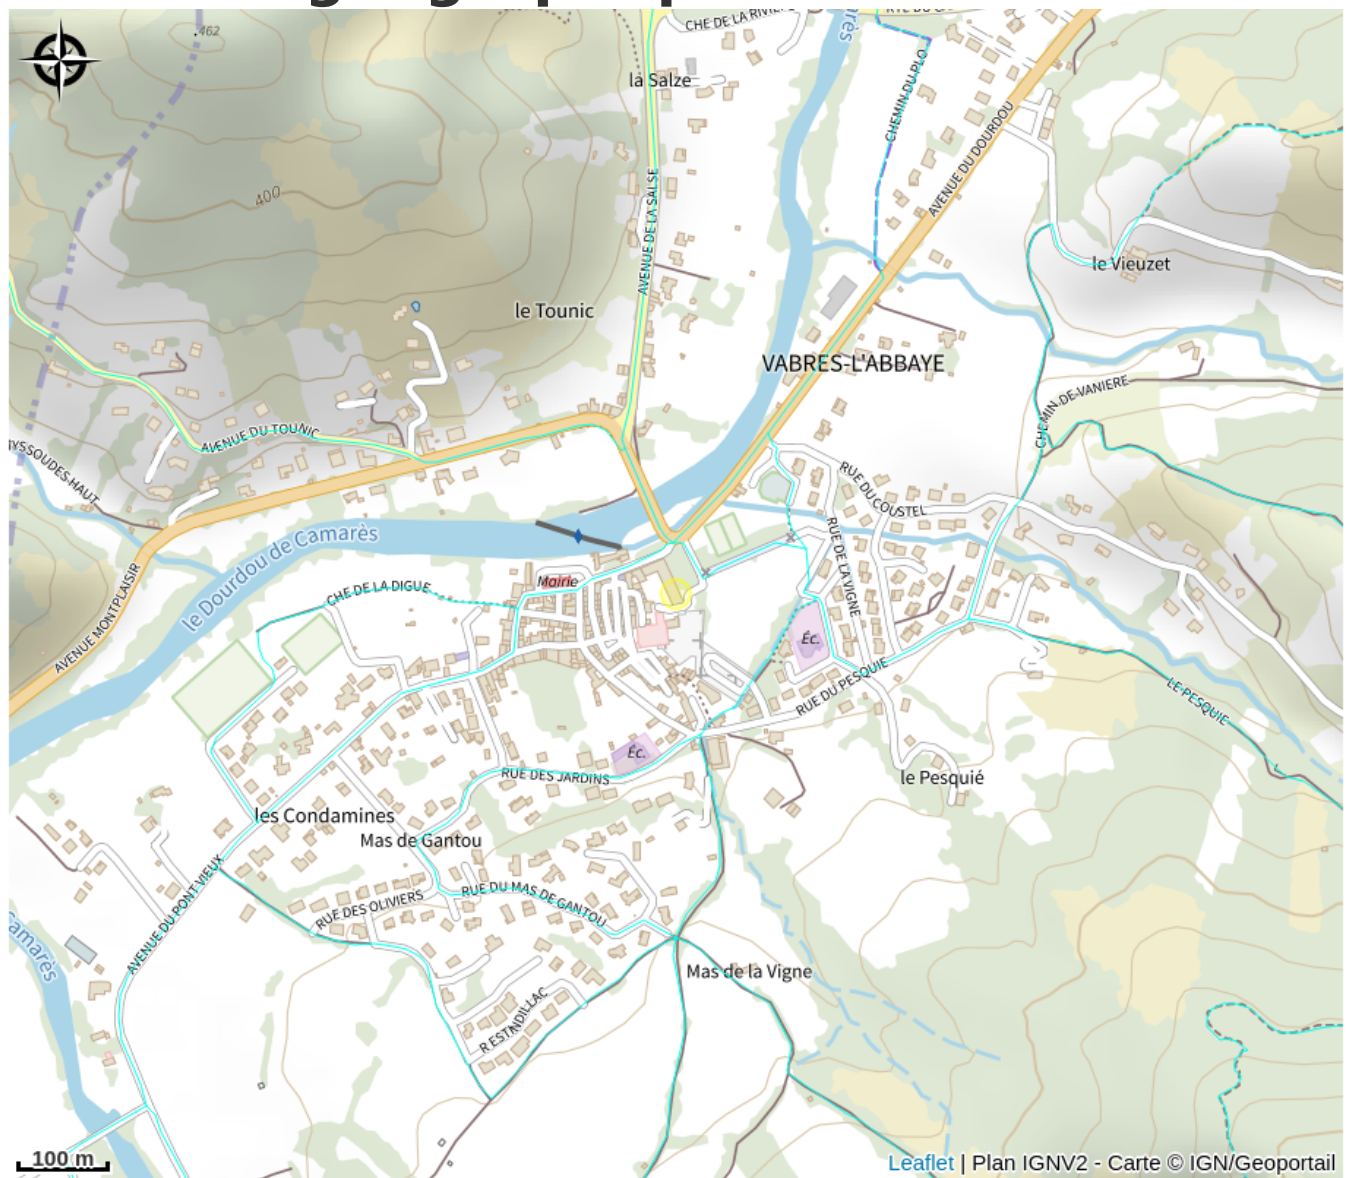 462
CHE DE LA RIVIÈRE
la Salze
CHEMIN DU PLO
AVENUE DU DOURDOU
400
AVENUE DE LA SALSE
le Vieuzet
le Tounic
VABRES-L'ABBAYE
CHEMIN DE VANIERE
AVENUE DU TOUNIC
YSSOUDES-HAUT
RUE DU COUSTEL
le Dourdou de Camarès
RUE DE LA VIGNE
Mairie
CHE DE LA DIGUE
AVENUE MONTPLAISIR
Éc.
RUE DU PESQUIE
LE PESQUIE
Éc.
RUE DES JARDINS
le Pesquié
les Condamines
Mas de Gantou
RUE DES OLIVIERS
RUE DU MAS DE GANTOU
AVENUE DU PONT VIEUX
Camarès
Mas de la Vigne
R ESTNDILLAC
100 m
Leaflet | Plan IGNV2 - Carte © IGN/Geoportail